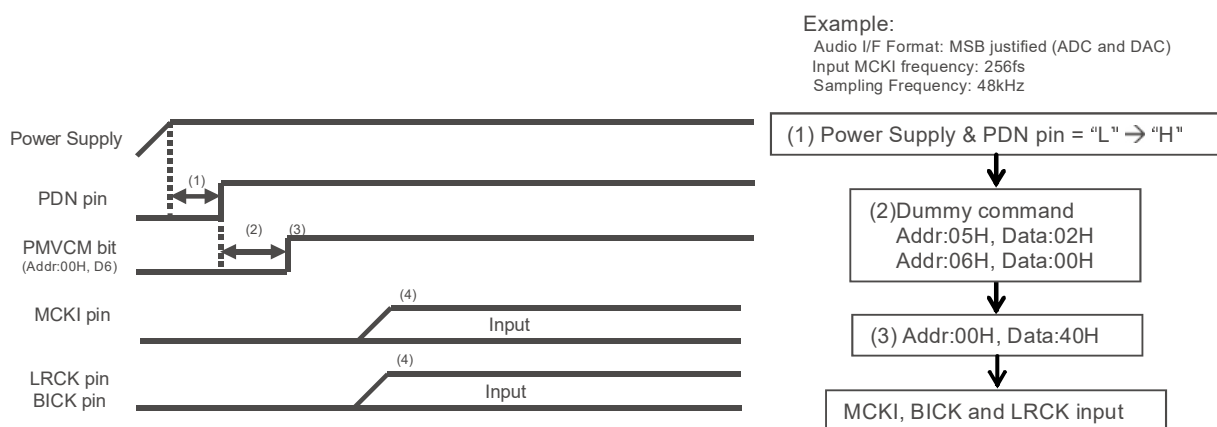 Example:
Audio I/F Format: MSB justified (ADC and DAC)
Input MCKI frequency: 256fs
Sampling Frequency: 48kHz
Power Supply
PDN pin
PMVCM bit
(Addr:00H, D6)
MCKI pin
LRCK pin
BICK pin
(1)
(2)
(3)
(4)
Input
(4)
Input
(1) Power Supply & PDN pin = “L” → “H”
(2)Dummy command
Addr:05H, Data:02H
Addr:06H, Data:00H
(3) Addr:00H, Data:40H
MCKI, BICK and LRCK input